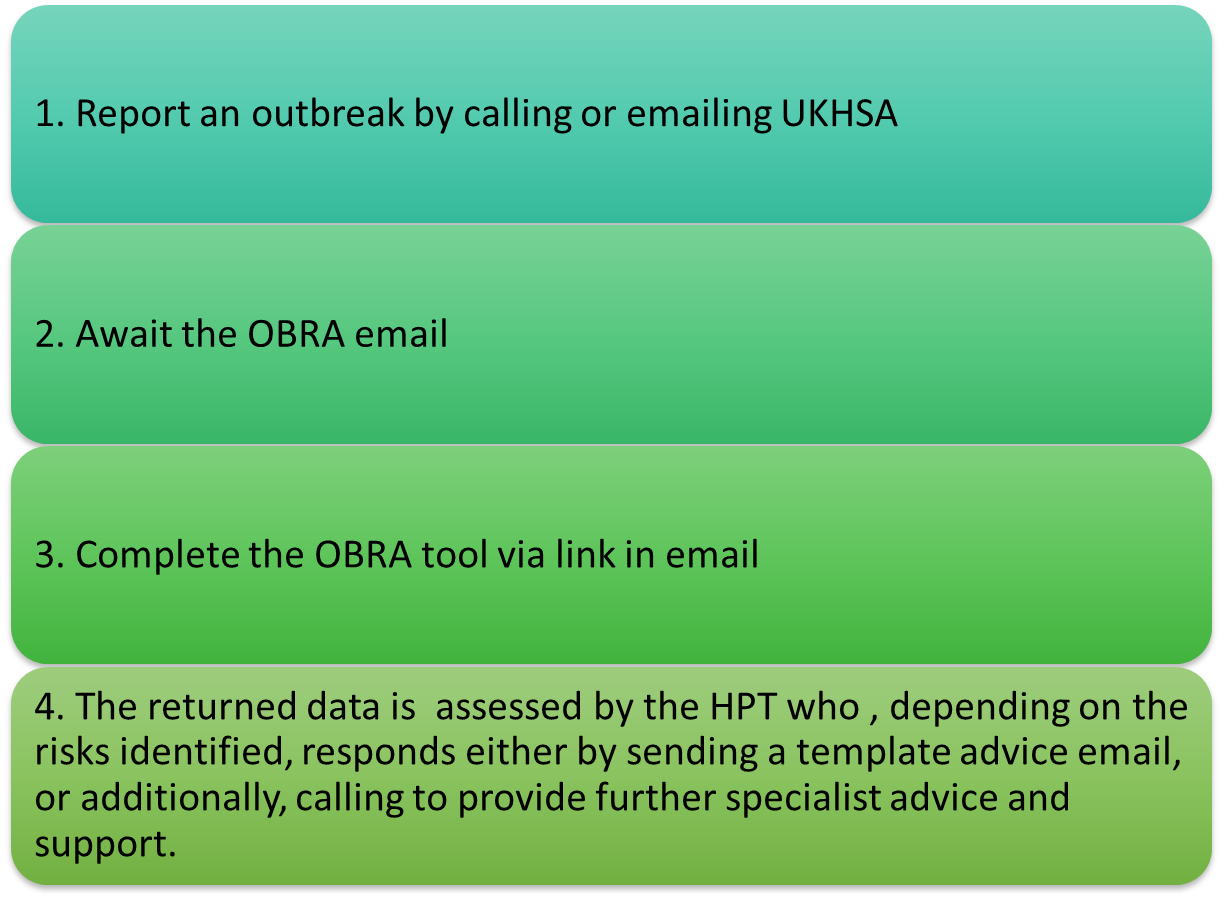 1. Report an outbreak by calling or emailing UKHSA
2. Await the OBRA email
3. Complete the OBRA tool via link in email
4. The returned data is  assessed by the HPT who , depending on the
risks identified, responds either by sending a template advice email,
or additionally, calling to provide further specialist advice and
support.